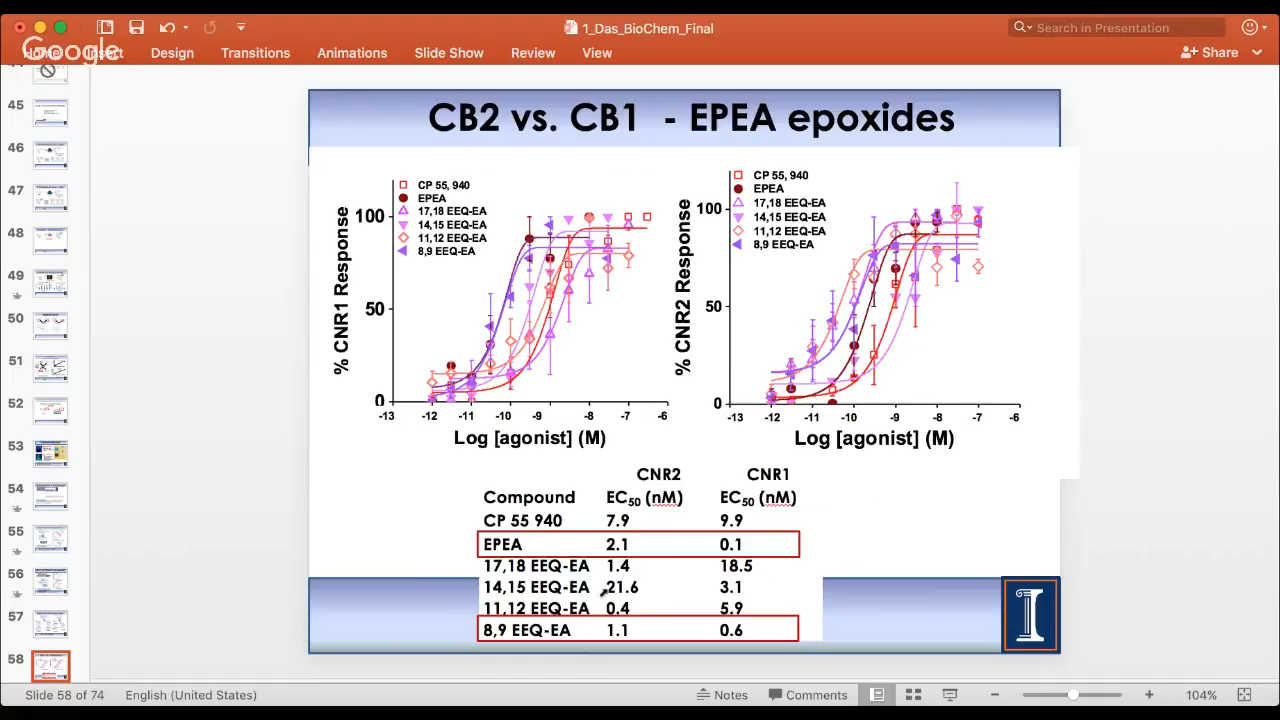 1_Das_BioChem_Final
Search in Presentation
Google
Home Insert Design Transitions Animations Slide Show Review View
Share
45
46
47
48
49
50
51
52
53
54
55
56
57
58
CB2 vs. CB1 - EPEA epoxides
CP 55, 940
EPEA
17,18 EEQ-EA
14,15 EEQ-EA
11,12 EEQ-EA
8,9 EEQ-EA
% CNR1 Response
100
50
0
-13 -12 -11 -10 -9 -8 -7 -6
Log [agonist] (M)
CP 55, 940
EPEA
17,18 EEQ-EA
14,15 EEQ-EA
11,12 EEQ-EA
8,9 EEQ-EA
% CNR2 Response
100
50
0
-13 -12 -11 -10 -9 -8 -7 -6
Log [agonist] (M)
CNR2 CNR1
Compound EC50 (nM) EC50 (nM)
CP 55 940 7.9 9.9
EPEA 2.1 0.1
17,18 EEQ-EA 1.4 18.5
14,15 EEQ-EA 21.6 3.1
11,12 EEQ-EA 0.4 5.9
8,9 EEQ-EA 1.1 0.6
I
Slide 58 of 74 English (United States) Notes Comments 104%